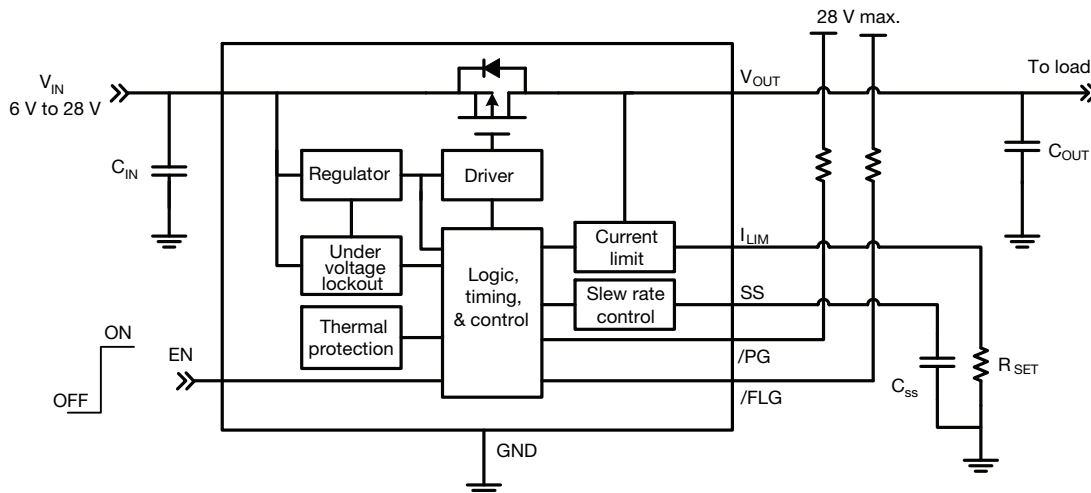 28 V max.
V_IN
6 V to 28 V
V_OUT
To load
C_IN
C_OUT
Regulator
Driver
Under
voltage
lockout
Logic,
timing,
& control
Current
limit
I_LIM
Slew rate
control
SS
Thermal
protection
ON
OFF
EN
/PG
/FLG
C_ss
R_SET
GND